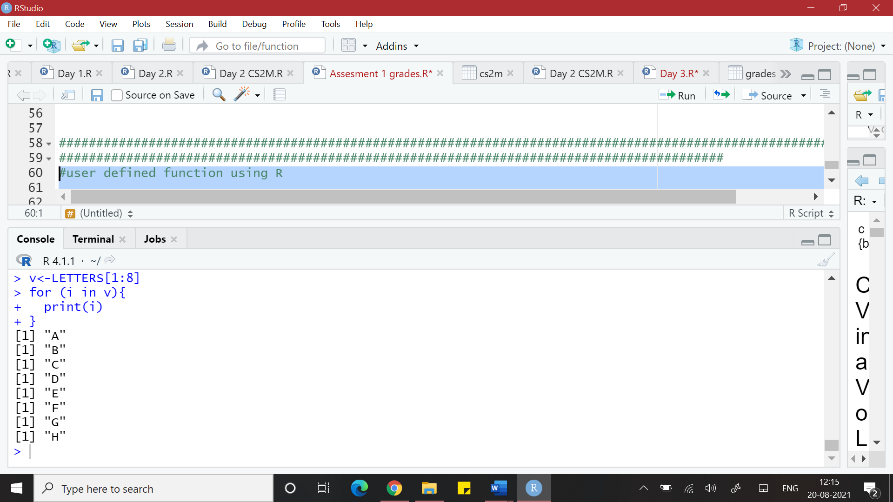 RStudio
File Edit Code View Plots Session Build Debug Profile Tools Help
Go to file/function Addins Project: (None)
R Day 1.R Day 2.R Day 2 CS2M.R Assesment 1 grades.R* cs2m Day 2 CS2M.R Day 3.R* grades
Source on Save Run Source
R
56
57
58 #######################################################################################################
59 #########################################################################################
60 #user defined function using R
61
62
60:1 # (Untitled) R Script
R:
Console Terminal Jobs
R 4.1.1 · ~/
> v<-LETTERS[1:8]
> for (i in v){
+ print(i)
+ }
[1] "A"
[1] "B"
[1] "C"
[1] "D"
[1] "E"
[1] "F"
[1] "G"
[1] "H"
>
c
{b
C
V
in
a
V
o
L
Type here to search
ENG
12:15
20-08-2021
2